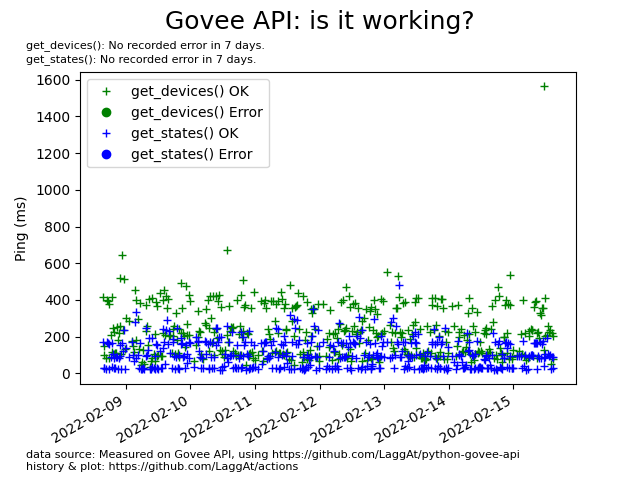 Govee API: is it working?
get_devices(): No recorded error in 7 days.
get_states(): No recorded error in 7 days.
1600
1400
1200
1000
800
600
400
200
0
Ping (ms)
get_devices() OK
get_devices() Error
get_states() OK
get_states() Error
2022-02-09
2022-02-10
2022-02-11
2022-02-12
2022-02-13
2022-02-14
2022-02-15
data source: Measured on Govee API, using https://github.com/LaggAt/python-govee-api
history & plot: https://github.com/LaggAt/actions